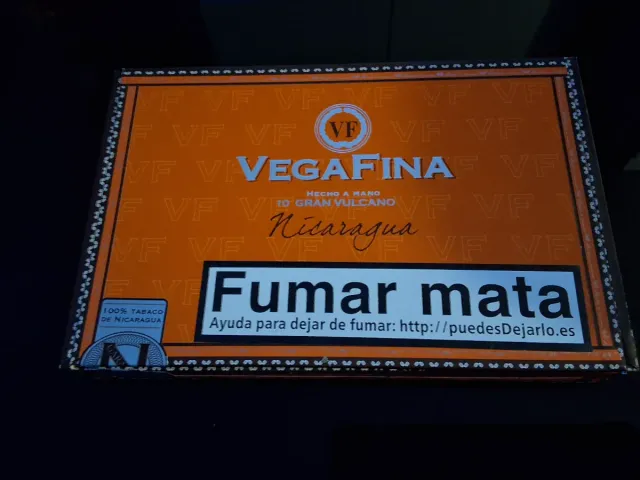 VF
VEGAFINA
HECHO A MANO
10 GRAN VULCANO
Nicaragua
Fumar mata
Ayuda para dejar de fumar: http://puedesDejarlo.es
100% TABACO
DE NICARAGUA